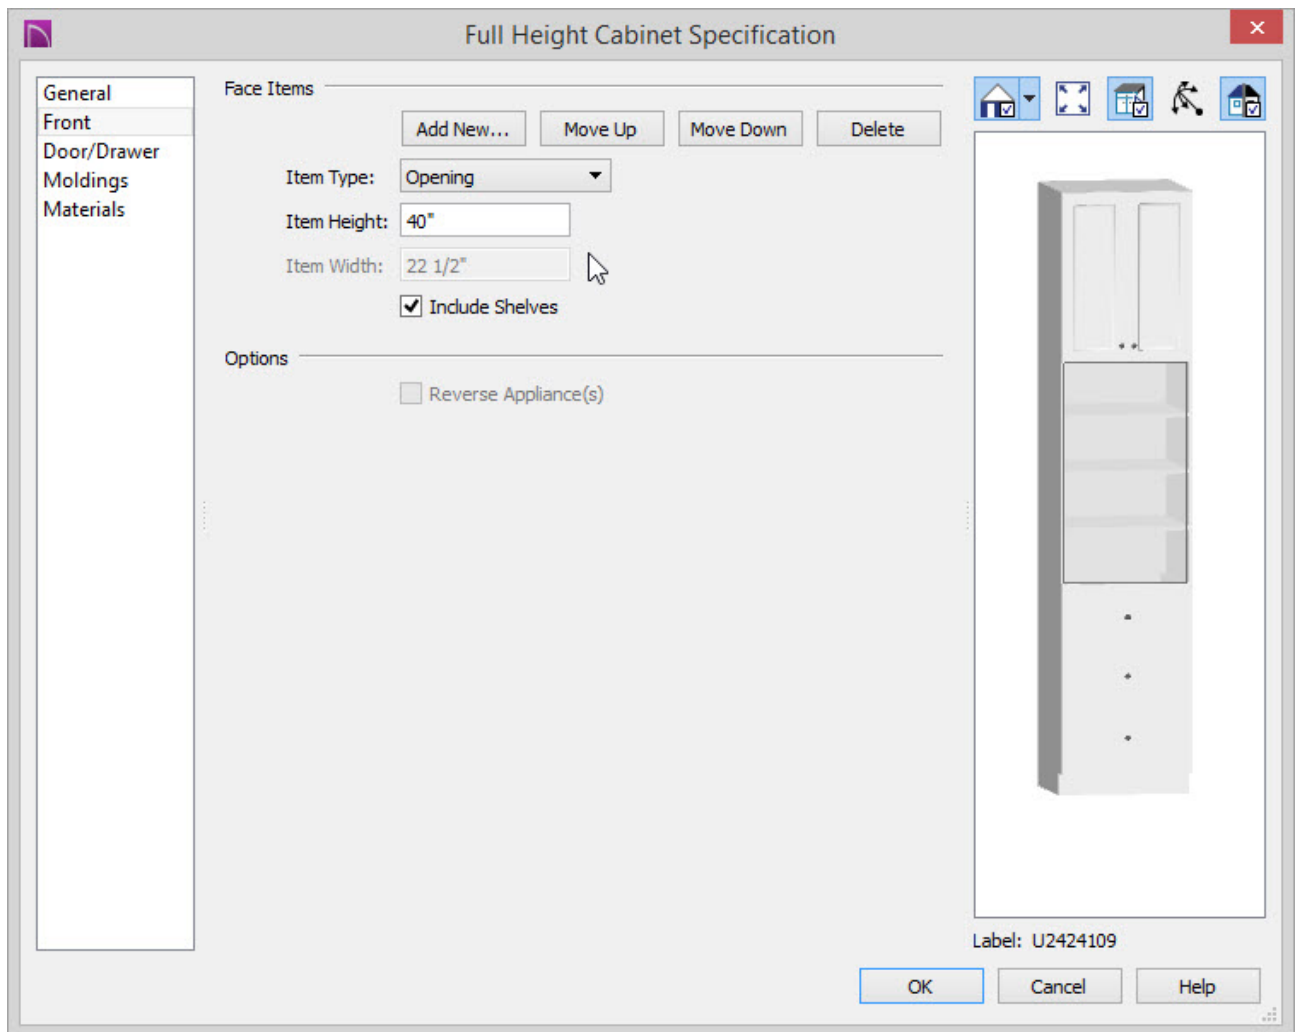 Full Height Cabinet Specification
General
Front
Door/Drawer
Moldings
Materials
Face Items
Add New... Move Up Move Down Delete
Item Type: Opening
Item Height: 40"
Item Width: 22 1/2"
Include Shelves
Options
Reverse Appliance(s)
Label: U2424109
OK Cancel Help